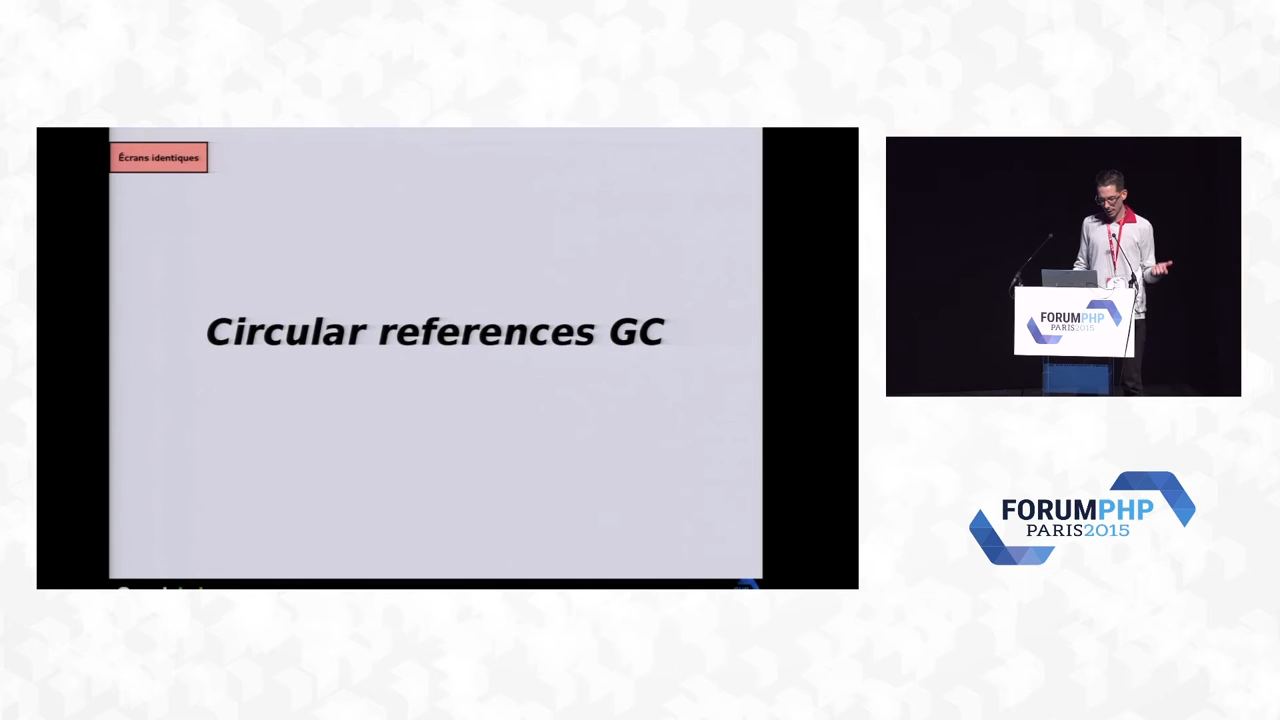 Écrans identiques
Circular references GC
FORUMPHP
PARIS2015
FORUMPHP
PARIS2015